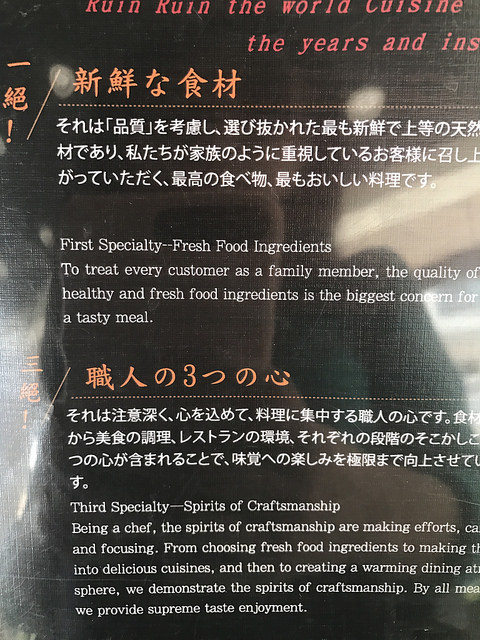 Ruin Ruin the world Cuisine
the years and ins
一絕！
新鮮な食材
それは「品質」を考慮し、選び抜かれた最も新鮮で上等の天然
材であり、私たちが家族のように重視しているお客様に召し上
がっていただく、最高の食べ物、最もおいしい料理です。
First Specialty--Fresh Food Ingredients
To treat every customer as a family member, the quality of
healthy and fresh food ingredients is the biggest concern for
a tasty meal.
三絕！
職人の3つの心
それは注意深く、心を込めて、料理に集中する職人の心です。食材
から美食の調理、レストランの環境、それぞれの段階のそこかしこ
つの心が含まれることで、味覚への楽しみを極限まで向上させてい
す。
Third Specialty—Spirits of Craftsmanship
Being a chef, the spirits of craftsmanship are making efforts, ca
and focusing. From choosing fresh food ingredients to making th
into delicious cuisines, and then to creating a warming dining at
sphere, we demonstrate the spirits of craftsmanship. By all mea
we provide supreme taste enjoyment.